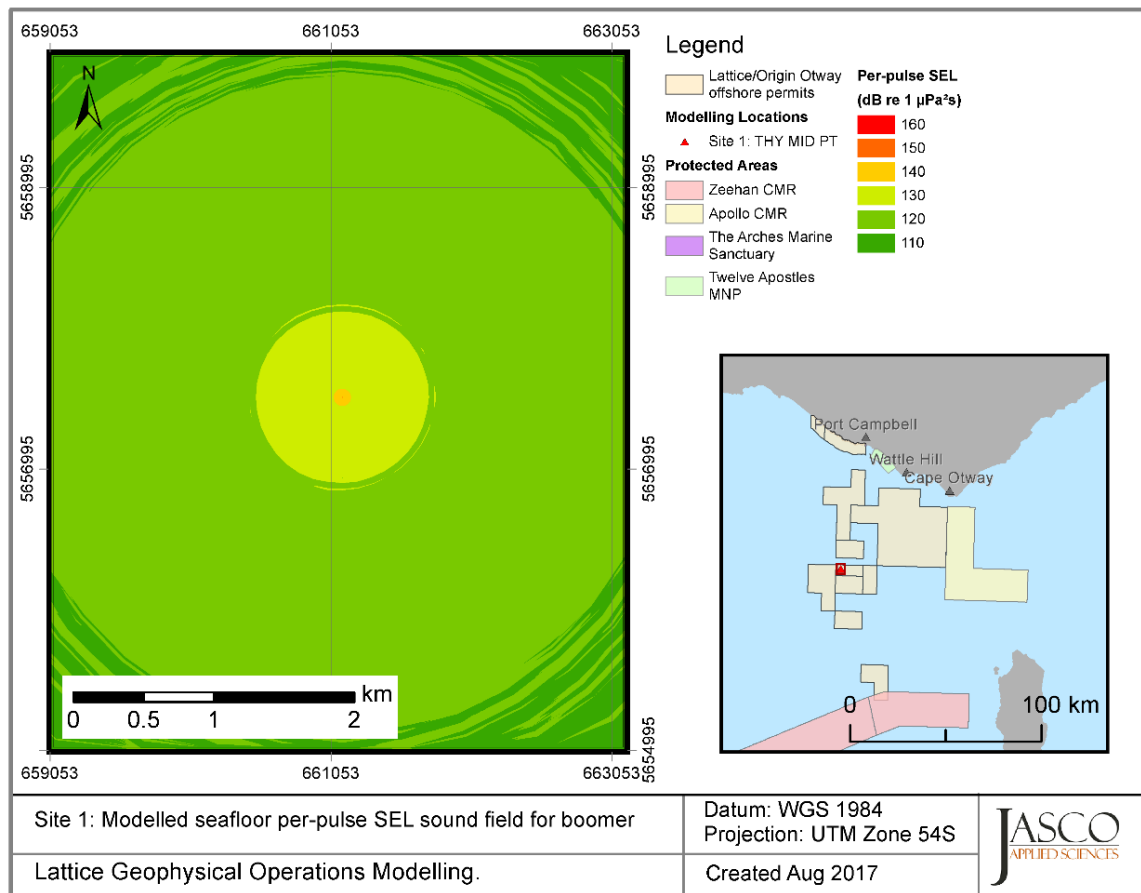 659053
661053
663053
N
5658995
5658995
5656995
5656995
5654995
km
0
0.5
1
2
659053
661053
663053
Legend
Lattice/Origin Otway
offshore permits
Modelling Locations
Site 1: THY MID PT
Protected Areas
Zeehan CMR
Apollo CMR
The Arches Marine
Sanctuary
Twelve Apostles
MNP
Per-pulse SEL
(dB re 1 µPa²s)
160
150
140
130
120
110
Port Campbell
Wattle Hill
Cape Otway
0
100 km
Site 1: Modelled seafloor per-pulse SEL sound field for boomer
Lattice Geophysical Operations Modelling.
Datum: WGS 1984
Projection: UTM Zone 54S
Created Aug 2017
JASCO
APPLIED SCIENCES